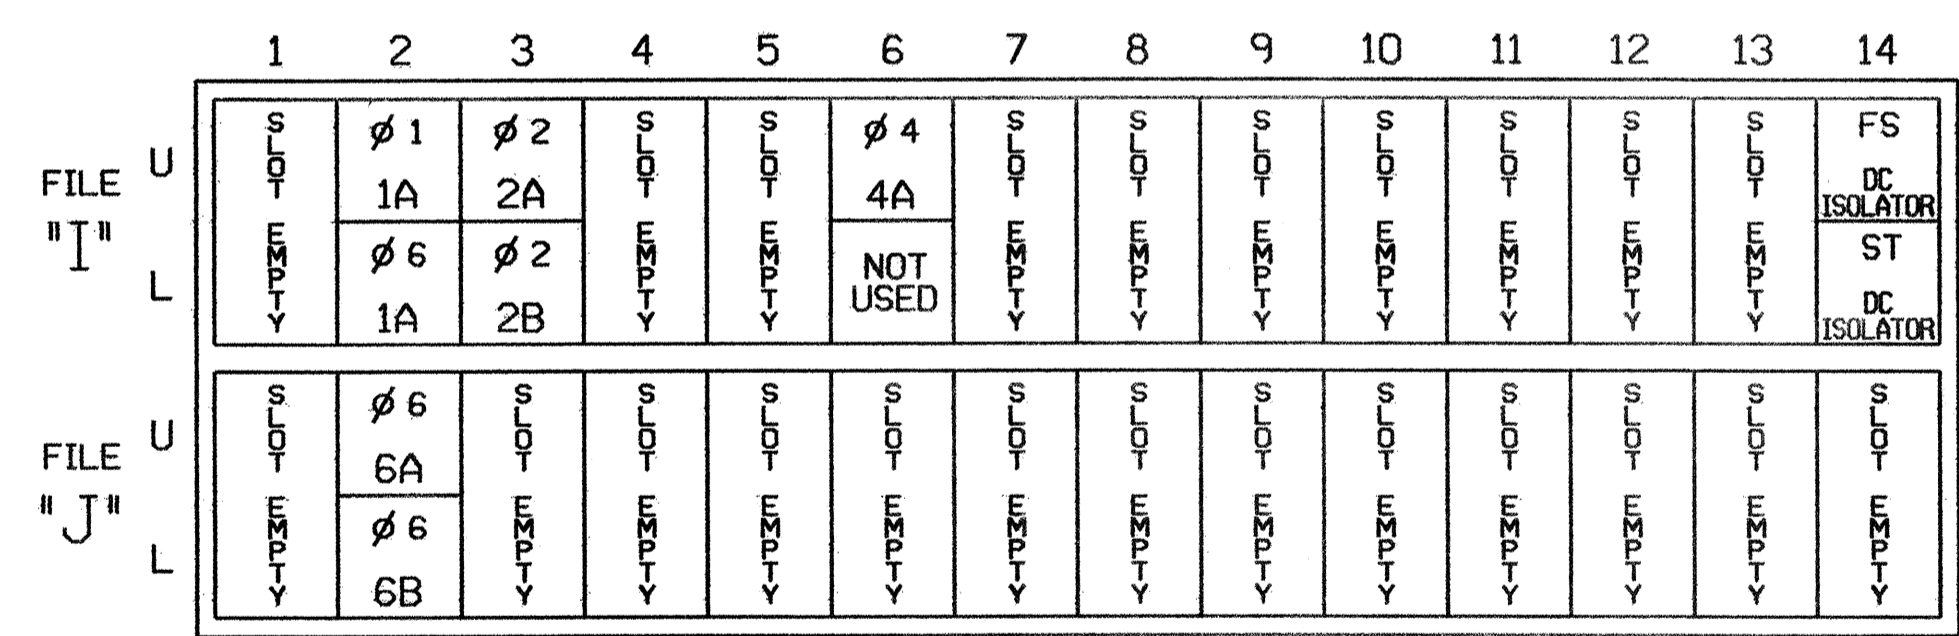 1 2 3 4 5 6 7 8 9 10 11 12 13 14
FILE "I"
U
L
SLOT EMPTY
Ø 1
1A
Ø 6
1A
Ø 2
2A
Ø 2
2B
SLOT EMPTY
SLOT EMPTY
Ø 4
4A
NOT
USED
SLOT EMPTY
SLOT EMPTY
SLOT EMPTY
SLOT EMPTY
SLOT EMPTY
SLOT EMPTY
SLOT EMPTY
FS
DC
ISOLATOR
ST
DC
ISOLATOR
FILE "J"
U
L
SLOT EMPTY
Ø 6
6A
Ø 6
6B
SLOT EMPTY
SLOT EMPTY
SLOT EMPTY
SLOT EMPTY
SLOT EMPTY
SLOT EMPTY
SLOT EMPTY
SLOT EMPTY
SLOT EMPTY
SLOT EMPTY
SLOT EMPTY
SLOT EMPTY